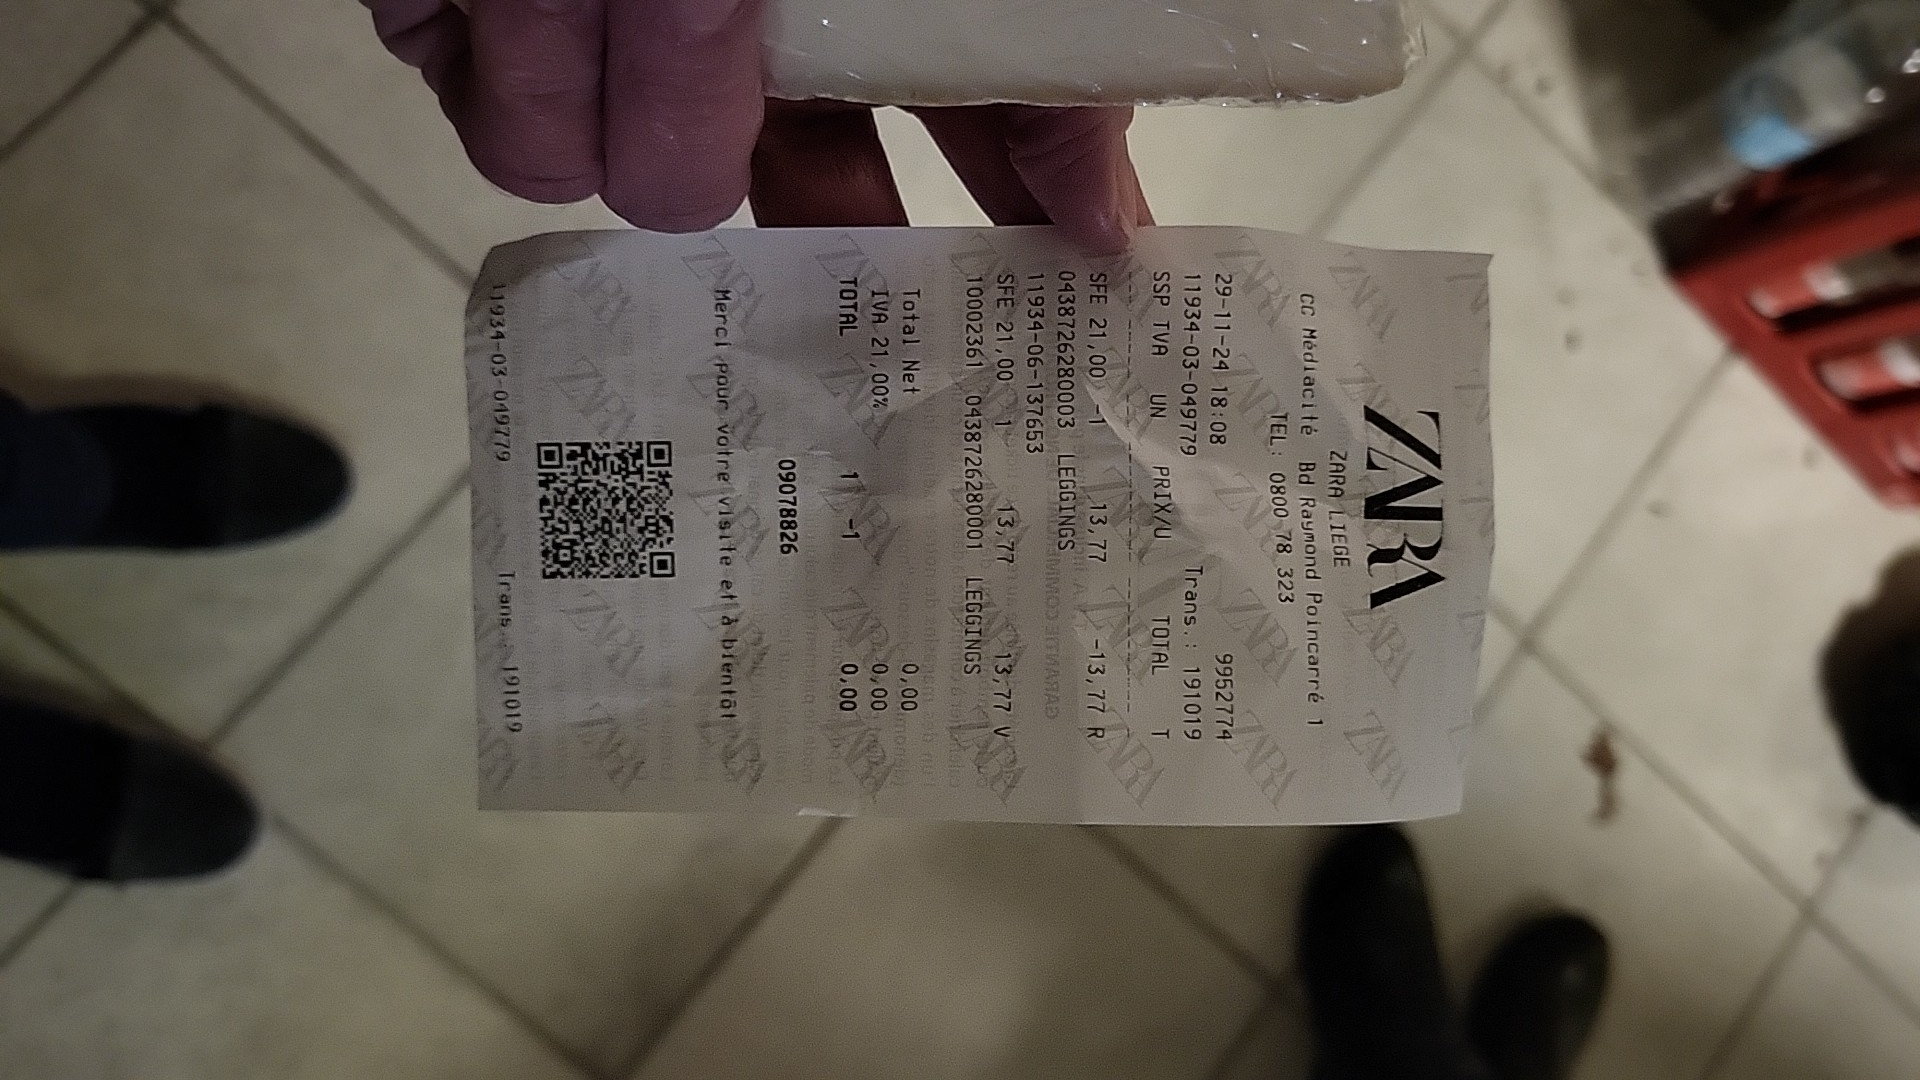 ZARA
ZARA LIEGE
CC Médiacité Bd Raymond Poincarré 1
TEL: 0800 78 323
29-11-24 18:08 9952774
11934-03-049779 Trans.: 191019
SSP TVA UN PRIX/U TOTAL T
SFE 21,00 -1 13,77 -13,77 R
04387262800003 LEGGINGS
11934-06-137653
SFE 21,00 1 13,77 13,77 V
10002361 04387262800001 LEGGINGS
Total Net 0,00
IVA 21,00% 0,00
TOTAL 1 -1 0,00
09078826
Merci pour votre visite et à bientôt
11934-03-049779 Trans.: 191019